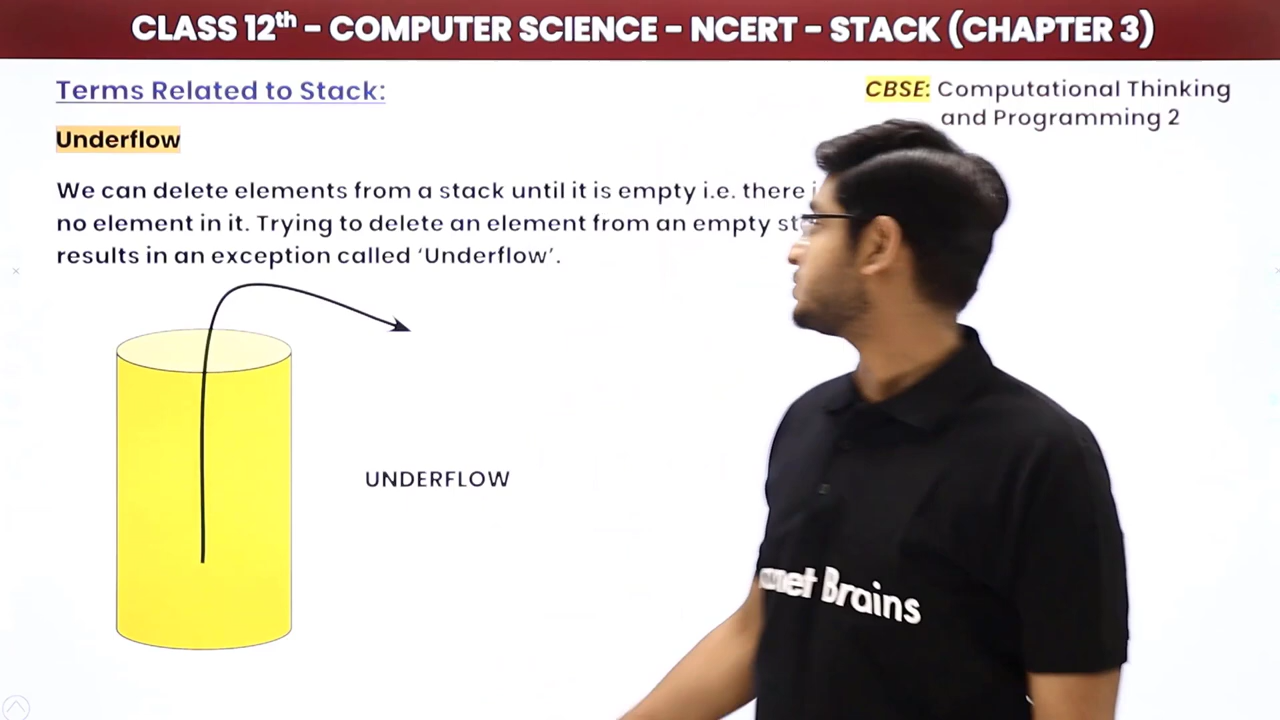 CLASS 12th – COMPUTER SCIENCE – NCERT – STACK (CHAPTER 3)
Terms Related to Stack:
CBSE: Computational Thinking
and Programming 2
Underflow
We can delete elements from a stack until it is empty i.e. there
no element in it. Trying to delete an element from an empty
results in an exception called ‘Underflow’.
UNDERFLOW
Brains